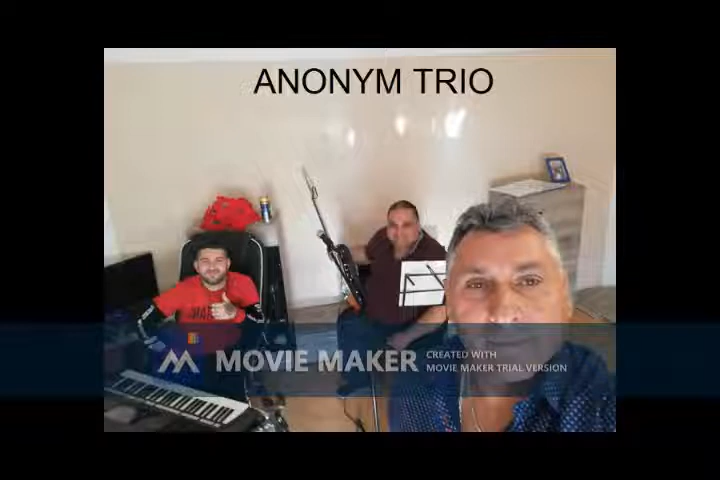 ANONYM TRIO
MOVIE MAKER
CREATED WITH
MOVIE MAKER TRIAL VERSION